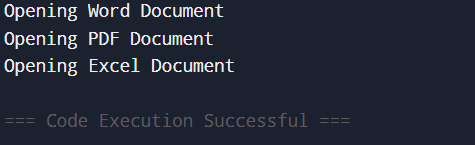 Opening Word Document
Opening PDF Document
Opening Excel Document
=== Code Execution Successful ===